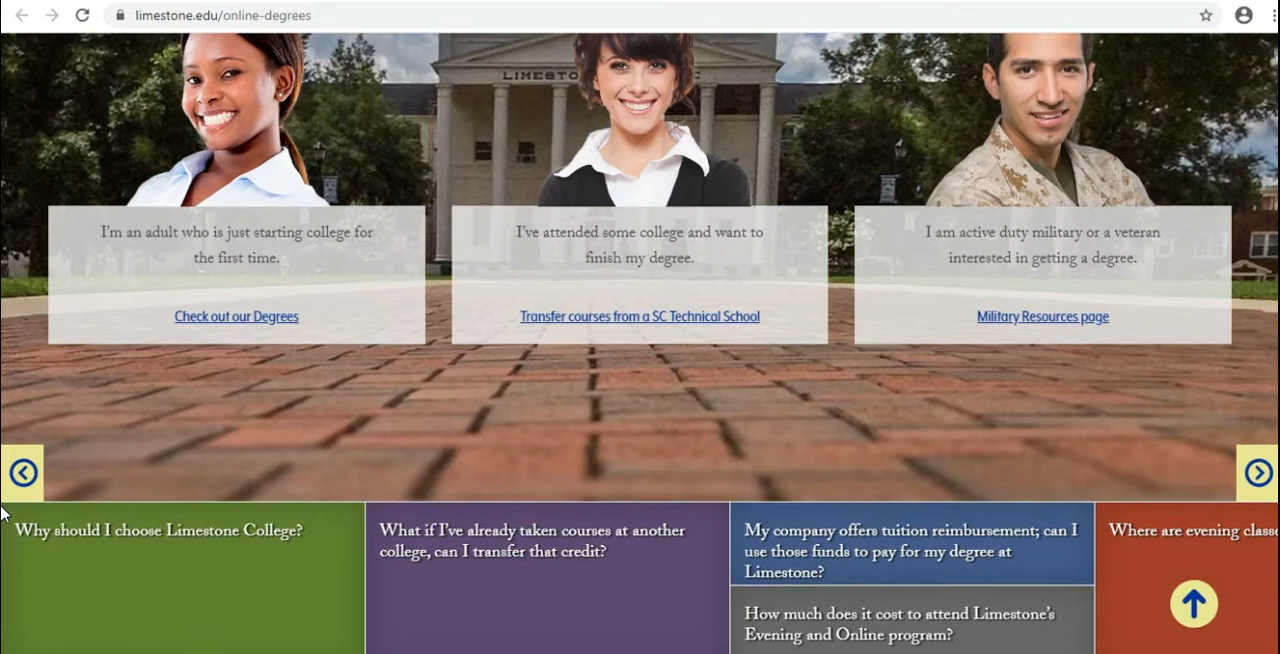 limestone.edu/online-degrees
LIMESTO
I'm an adult who is just starting college for
the first time.
Check out our Degrees
I've attended some college and want to
finish my degree.
Transfer courses from a SC Technical School
I am active duty military or a veteran
interested in getting a degree.
Military Resources page
Why should I choose Limestone College?
What if I've already taken courses at another
college, can I transfer that credit?
My company offers tuition reimbursement; can I
use those funds to pay for my degree at
Limestone?
How much does it cost to attend Limestone's
Evening and Online program?
Where are evening classe